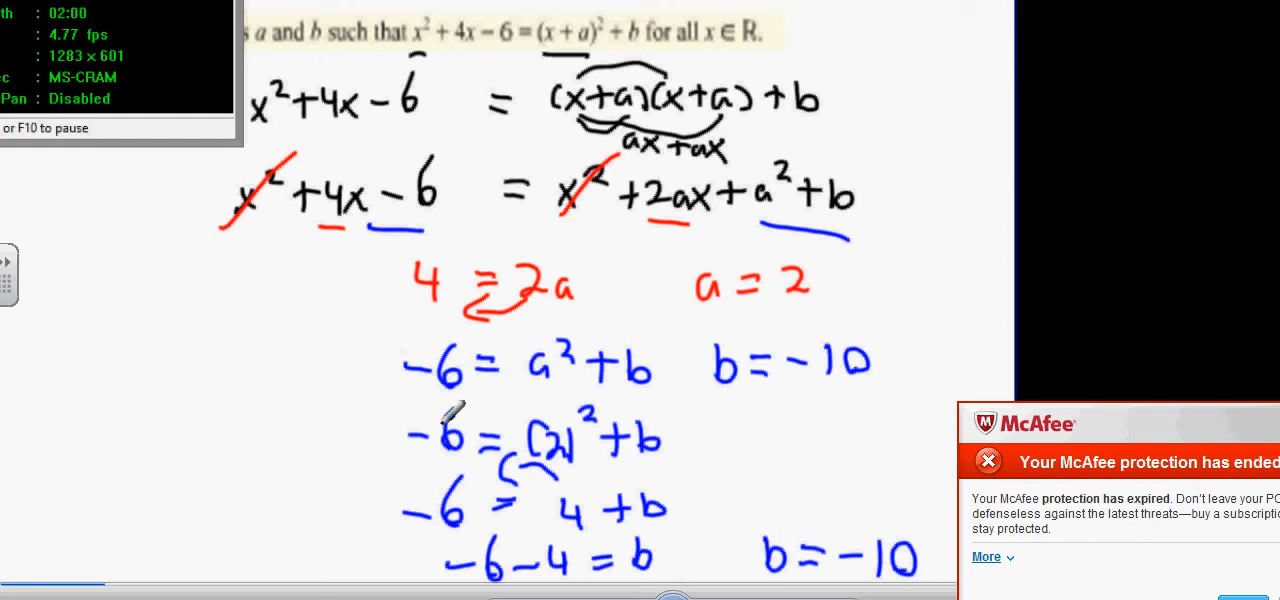 th : 02:00
: 4.77 fps
: 1283 × 601
ec : MS-CRAM
Pan : Disabled
or F10 to pause
s a and b such that x² + 4x − 6 = (x + a)² + b for all x ∈ R.
x² + 4x − 6 = (x+a)(x+a) + b
ax + ax
x² + 4x − 6 = x² + 2ax + a² + b
4 = 2a a = 2
−6 = a² + b b = −10
−6 = (2)² + b
−6 = 4 + b
−6 − 4 = b b = −10
McAfee
Your McAfee protection has ended
Your McAfee protection has expired. Don't leave your PC
defenseless against the latest threats—buy a subscripti
stay protected.
More